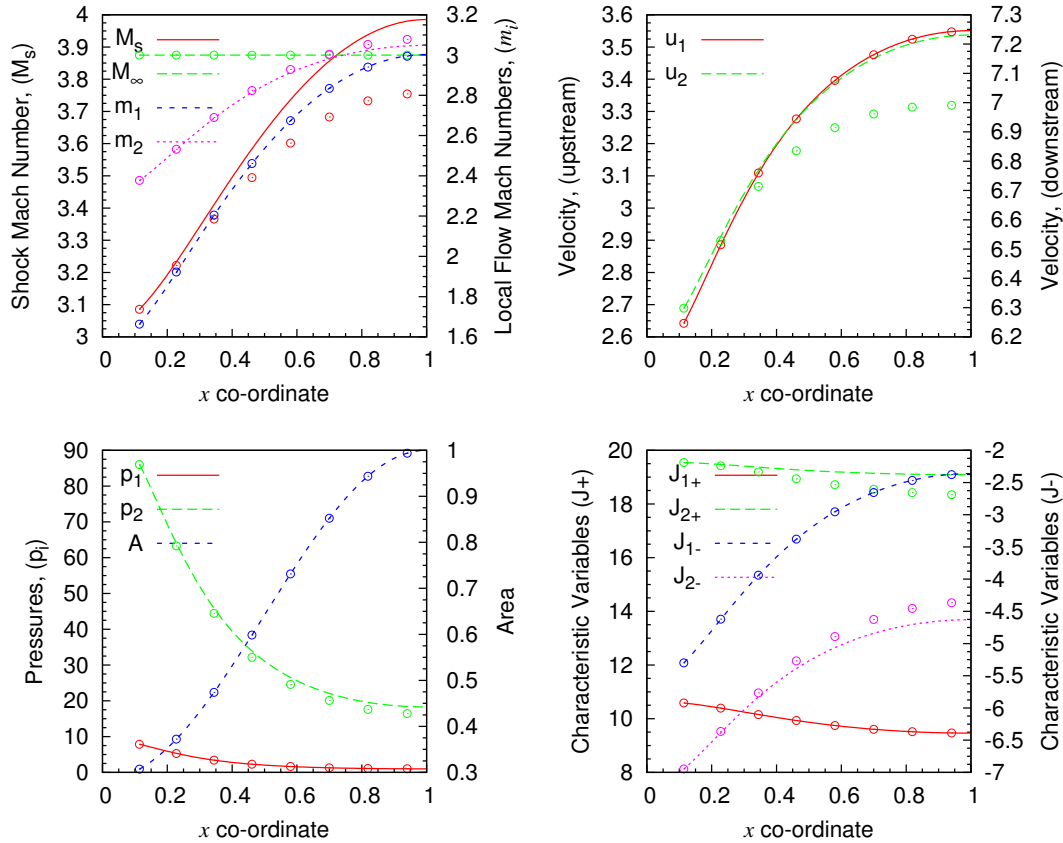 Shock Mach Number, (Mₛ)
4
3.9
3.8
3.7
3.6
3.5
3.4
3.3
3.2
3.1
3
Mₛ
M∞
m₁
m₂
3.2
3
2.8
2.6
2.4
2.2
2
1.8
1.6
Local Flow Mach Numbers, (mᵢ)
0 0.2 0.4 0.6 0.8 1
x co-ordinate
Velocity, (upstream)
3.6
3.5
3.4
3.3
3.2
3.1
3
2.9
2.8
2.7
2.6
u₁
u₂
7.3
7.2
7.1
7
6.9
6.8
6.7
6.6
6.5
6.4
6.3
6.2
Velocity, (downstream)
0 0.2 0.4 0.6 0.8 1
x co-ordinate
Pressures, (pᵢ)
90
80
70
60
50
40
30
20
10
0
p₁
p₂
A
1
0.9
0.8
0.7
0.6
0.5
0.4
0.3
Area
0 0.2 0.4 0.6 0.8 1
x co-ordinate
Characteristic Variables (J+)
20
18
16
14
12
10
8
J₁₊
J₂₊
J₁₋
J₂₋
-2
-2.5
-3
-3.5
-4
-4.5
-5
-5.5
-6
-6.5
-7
Characteristic Variables (J-)
0 0.2 0.4 0.6 0.8 1
x co-ordinate